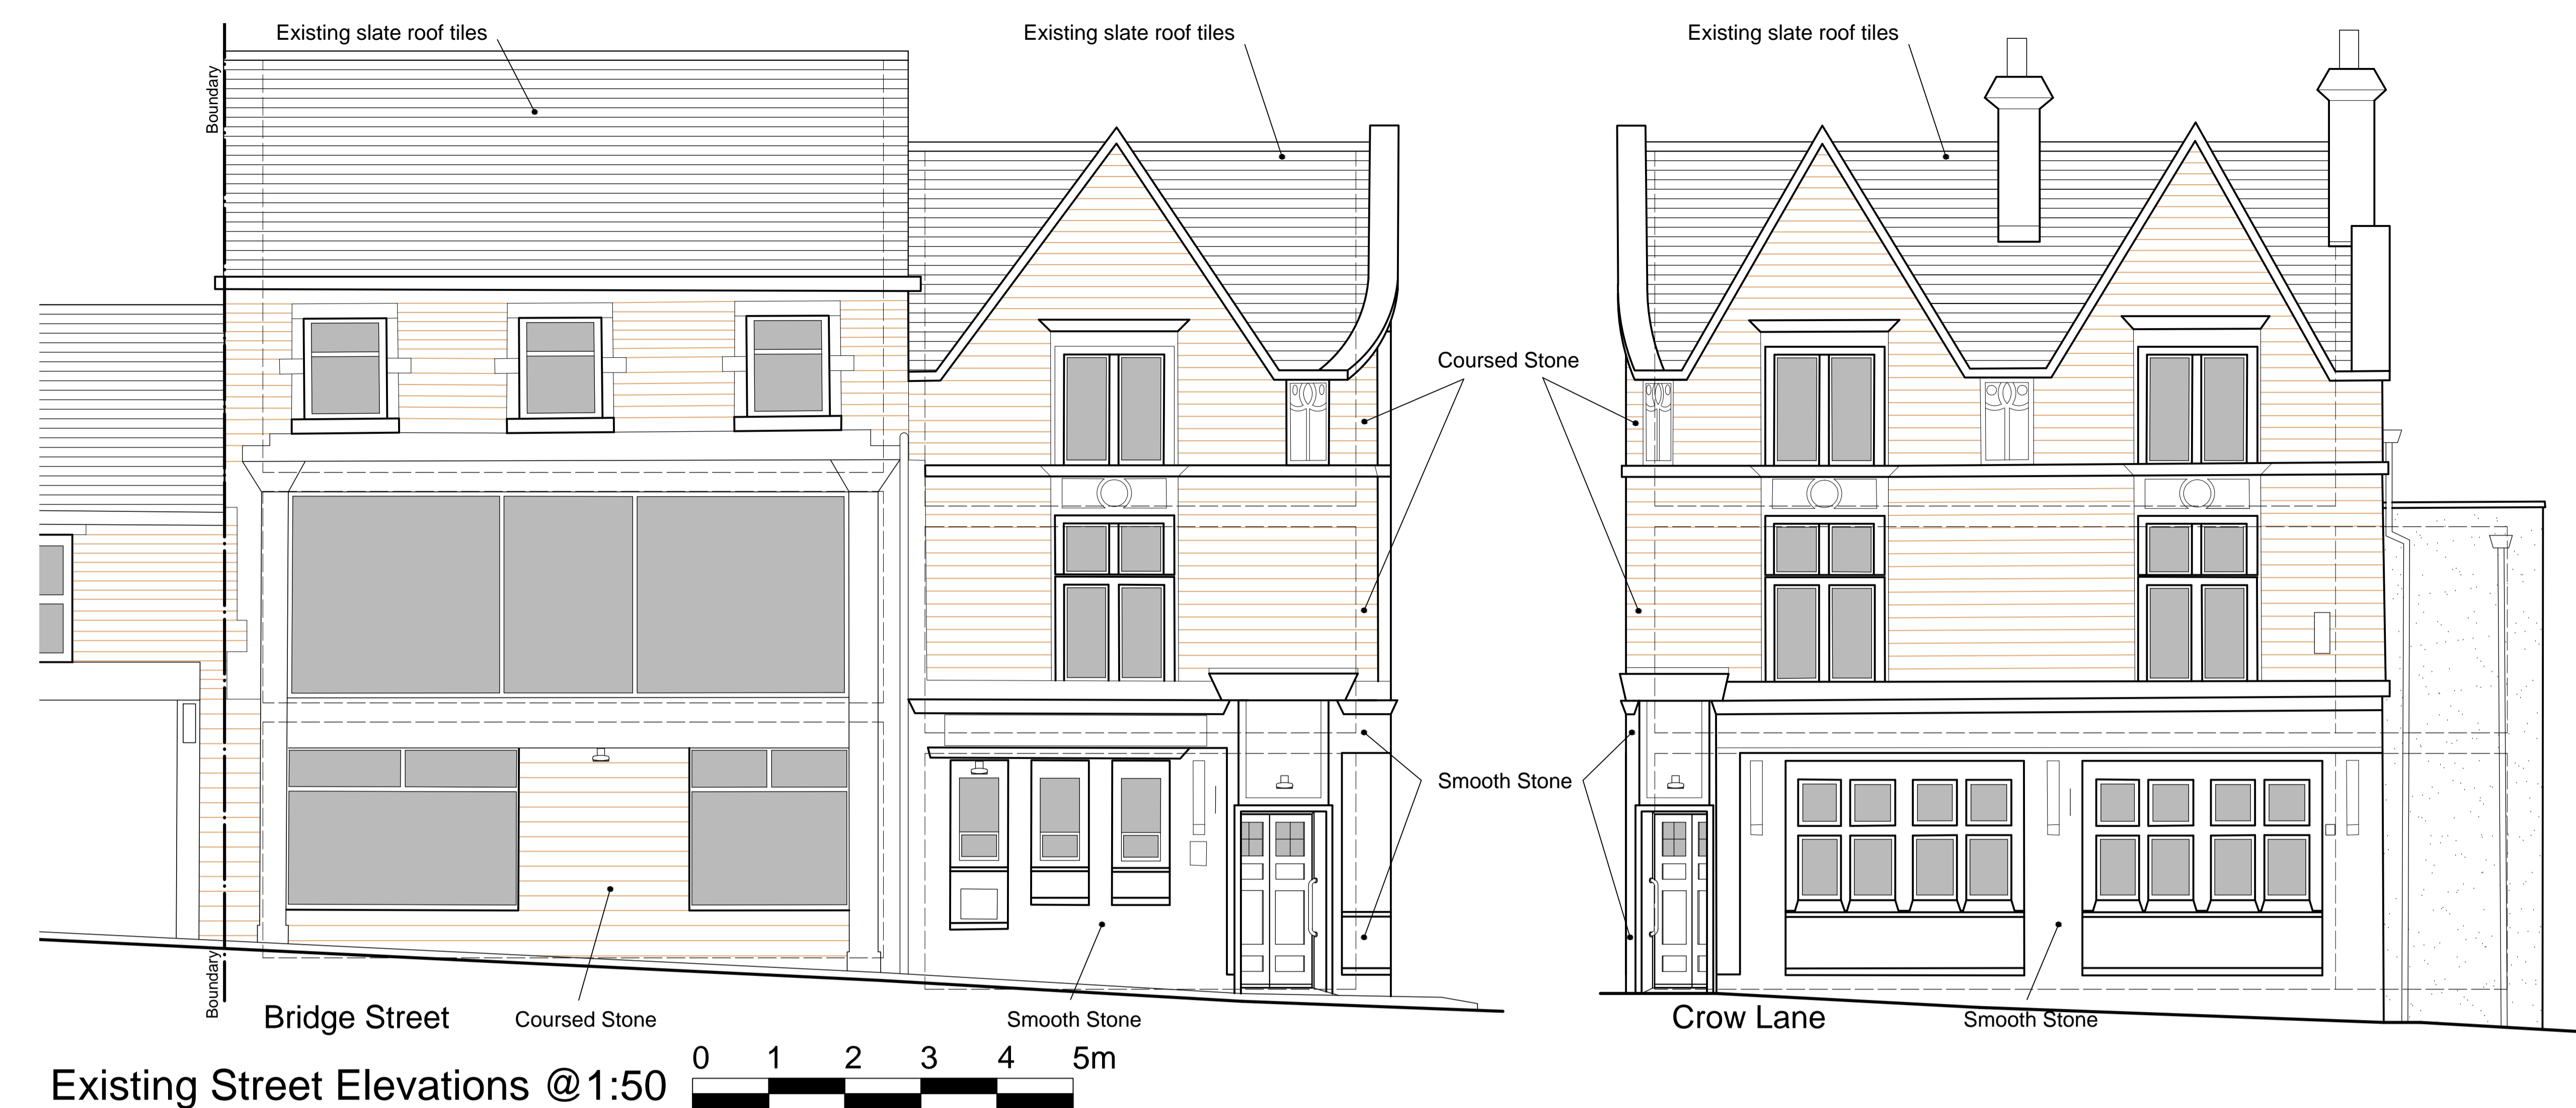 Existing slate roof tiles
Existing slate roof tiles
Existing slate roof tiles
Boundary
Coursed Stone
Smooth Stone
Boundary
Bridge Street
Coursed Stone
Smooth Stone
Crow Lane
Smooth Stone
Existing Street Elevations @1:50
0 1 2 3 4 5m